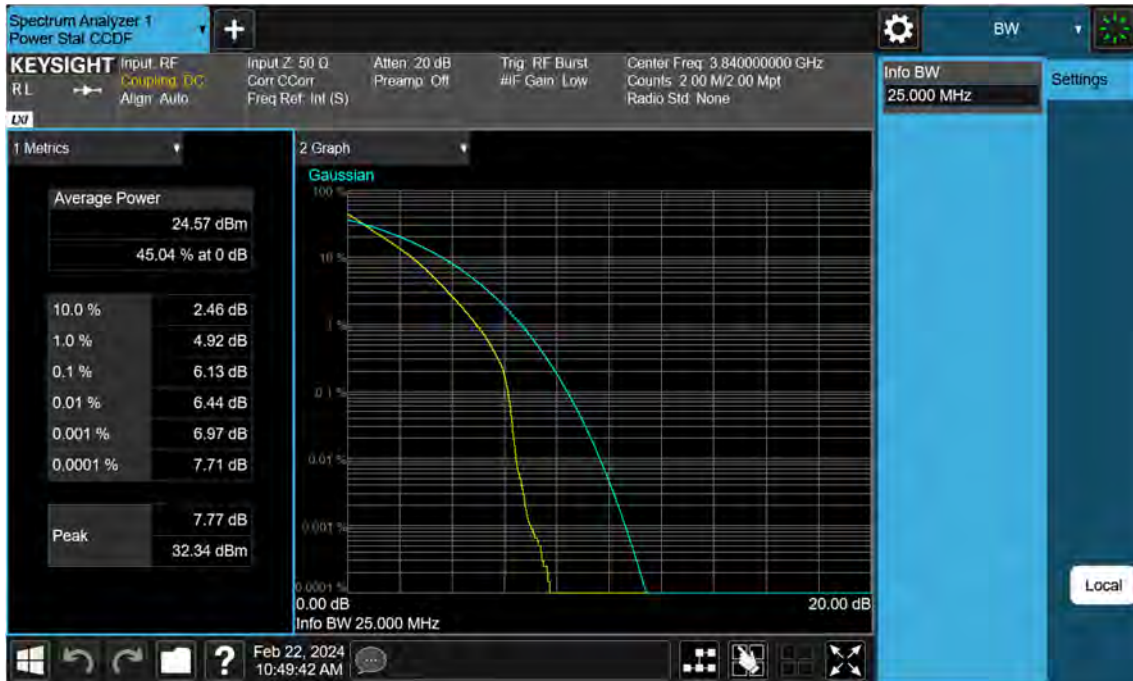 Spectrum Analyzer 1
Power Stat CCDF
BW
KEYSIGHT
RL
LXI
Input: RF
Coupling: DC
Align: Auto
Input Z: 50 Ω
Corr CCorr
Freq Ref: Int (S)
Atten: 20 dB
Preamp: Off
Trig: RF Burst
#IF Gain: Low
Center Freq: 3.840000000 GHz
Counts: 2.00 M/2.00 Mpt
Radio Std: None
Info BW
25.000 MHz
Settings
1 Metrics
Average Power
24.57 dBm
45.04 % at 0 dB
10.0 % 2.46 dB
1.0 % 4.92 dB
0.1 % 6.13 dB
0.01 % 6.44 dB
0.001 % 6.97 dB
0.0001 % 7.71 dB
Peak
7.77 dB
32.34 dBm
2 Graph
Gaussian
100 %
10 %
1 %
0.1 %
0.01 %
0.001 %
0.0001 %
0.00 dB 20.00 dB
Info BW 25.000 MHz
Local
?
Feb 22, 2024
10:49:42 AM